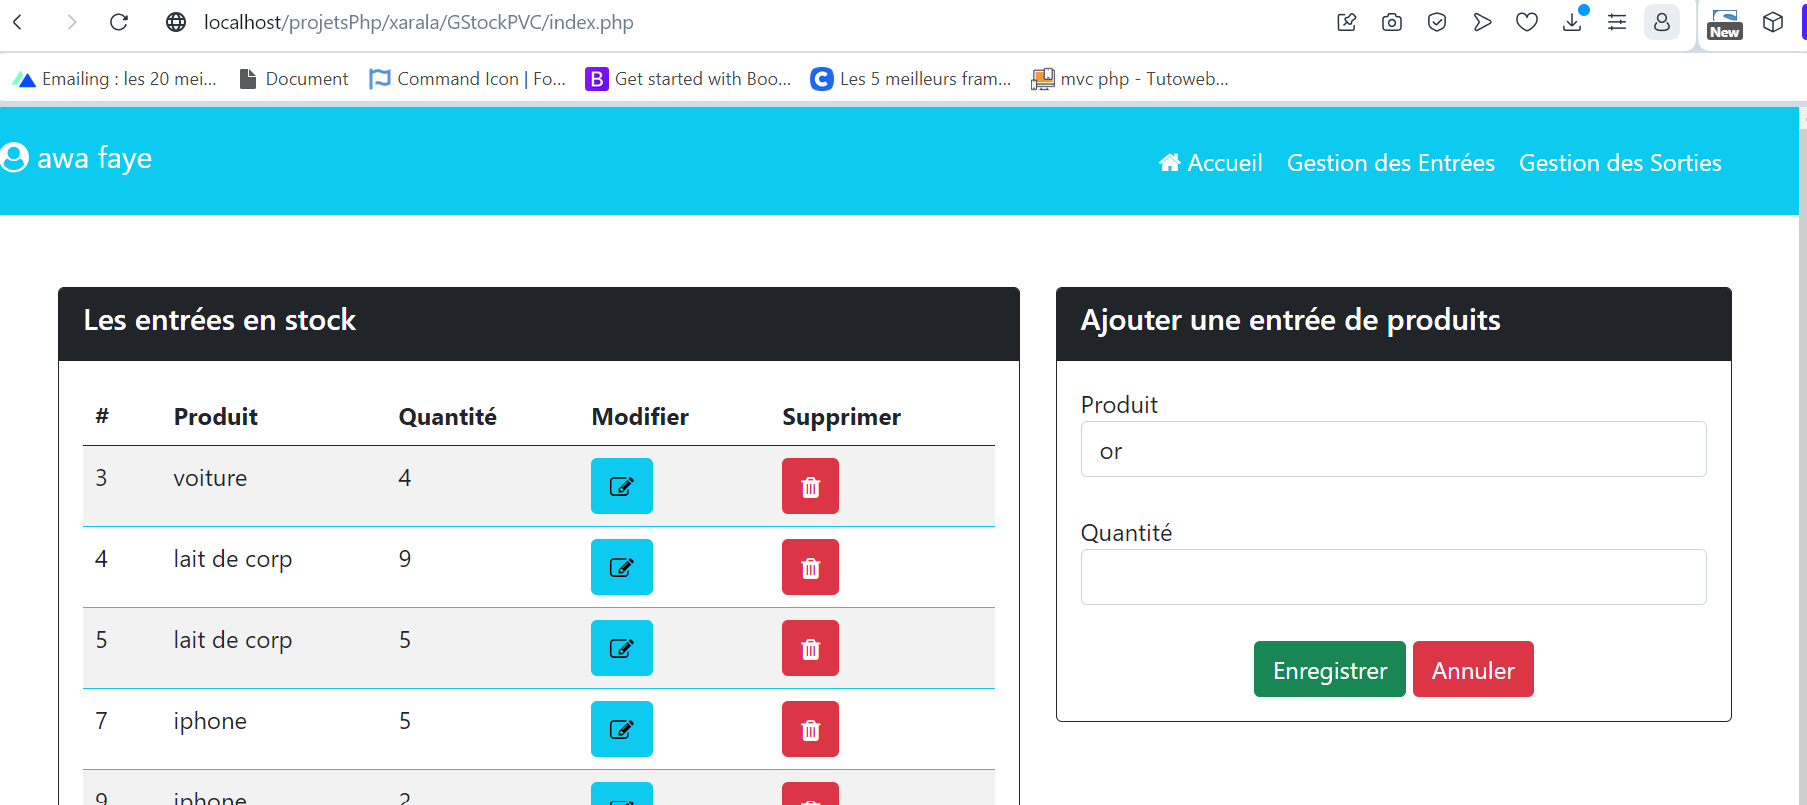 localhost/projetsPhp/xarala/GStockPVC/index.php
New
Emailing : les 20 mei... Document Command Icon | Fo... B Get started with Boo... C Les 5 meilleurs fram... mvc php - Tutoweb...
awa faye Accueil Gestion des Entrées Gestion des Sorties
Les entrées en stock
# Produit Quantité Modifier Supprimer
3 voiture 4
4 lait de corp 9
5 lait de corp 5
7 iphone 5
9 iphone 2
Ajouter une entrée de produits
Produit
or
Quantité
Enregistrer Annuler